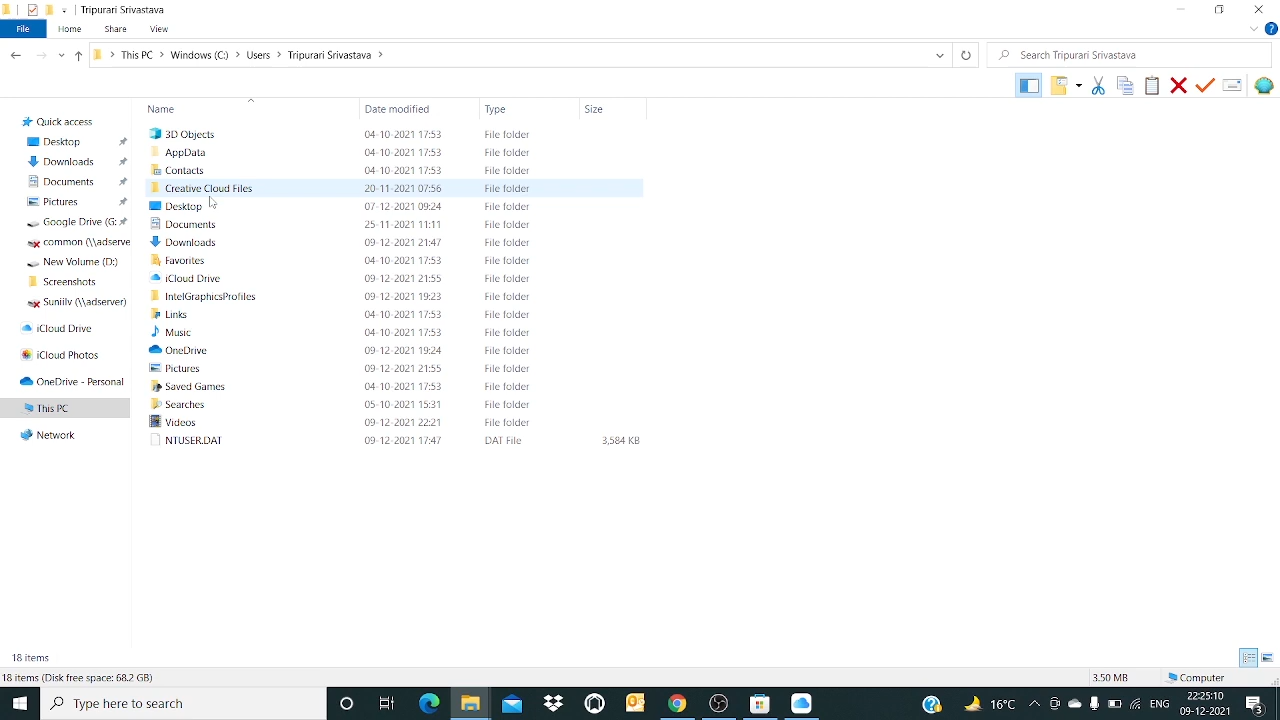 Tripurari Srivastava
File Home Share View
This PC > Windows (C:) > Users > Tripurari Srivastava >
Search Tripurari Srivastava
Name Date modified Type Size
Quick access
Desktop
Downloads
Documents
Pictures
Google Drive (G:
common (\\adserve
New Volume (D:)
Screenshots
Suniilv (\\adserver)
iCloud Drive
iCloud Photos
OneDrive - Personal
This PC
Network
3D Objects 04-10-2021 17:53 File folder
AppData 04-10-2021 17:53 File folder
Contacts 04-10-2021 17:53 File folder
Creative Cloud Files 20-11-2021 07:56 File folder
Desktop 07-12-2021 09:24 File folder
Documents 25-11-2021 11:11 File folder
Downloads 09-12-2021 21:47 File folder
Favorites 04-10-2021 17:53 File folder
iCloud Drive 09-12-2021 21:55 File folder
IntelGraphicsProfiles 09-12-2021 19:23 File folder
Links 04-10-2021 17:53 File folder
Music 04-10-2021 17:53 File folder
OneDrive 09-12-2021 19:24 File folder
Pictures 09-12-2021 21:55 File folder
Saved Games 04-10-2021 17:53 File folder
Searches 05-10-2021 15:31 File folder
Videos 09-12-2021 22:21 File folder
NTUSER.DAT 09-12-2021 17:47 DAT File 3,584 KB
18 items
18 items (Disk free space: 68.2 GB) 3.50 MB Computer
Type here to search
16°C ENG
22:25:10
09-12-2021